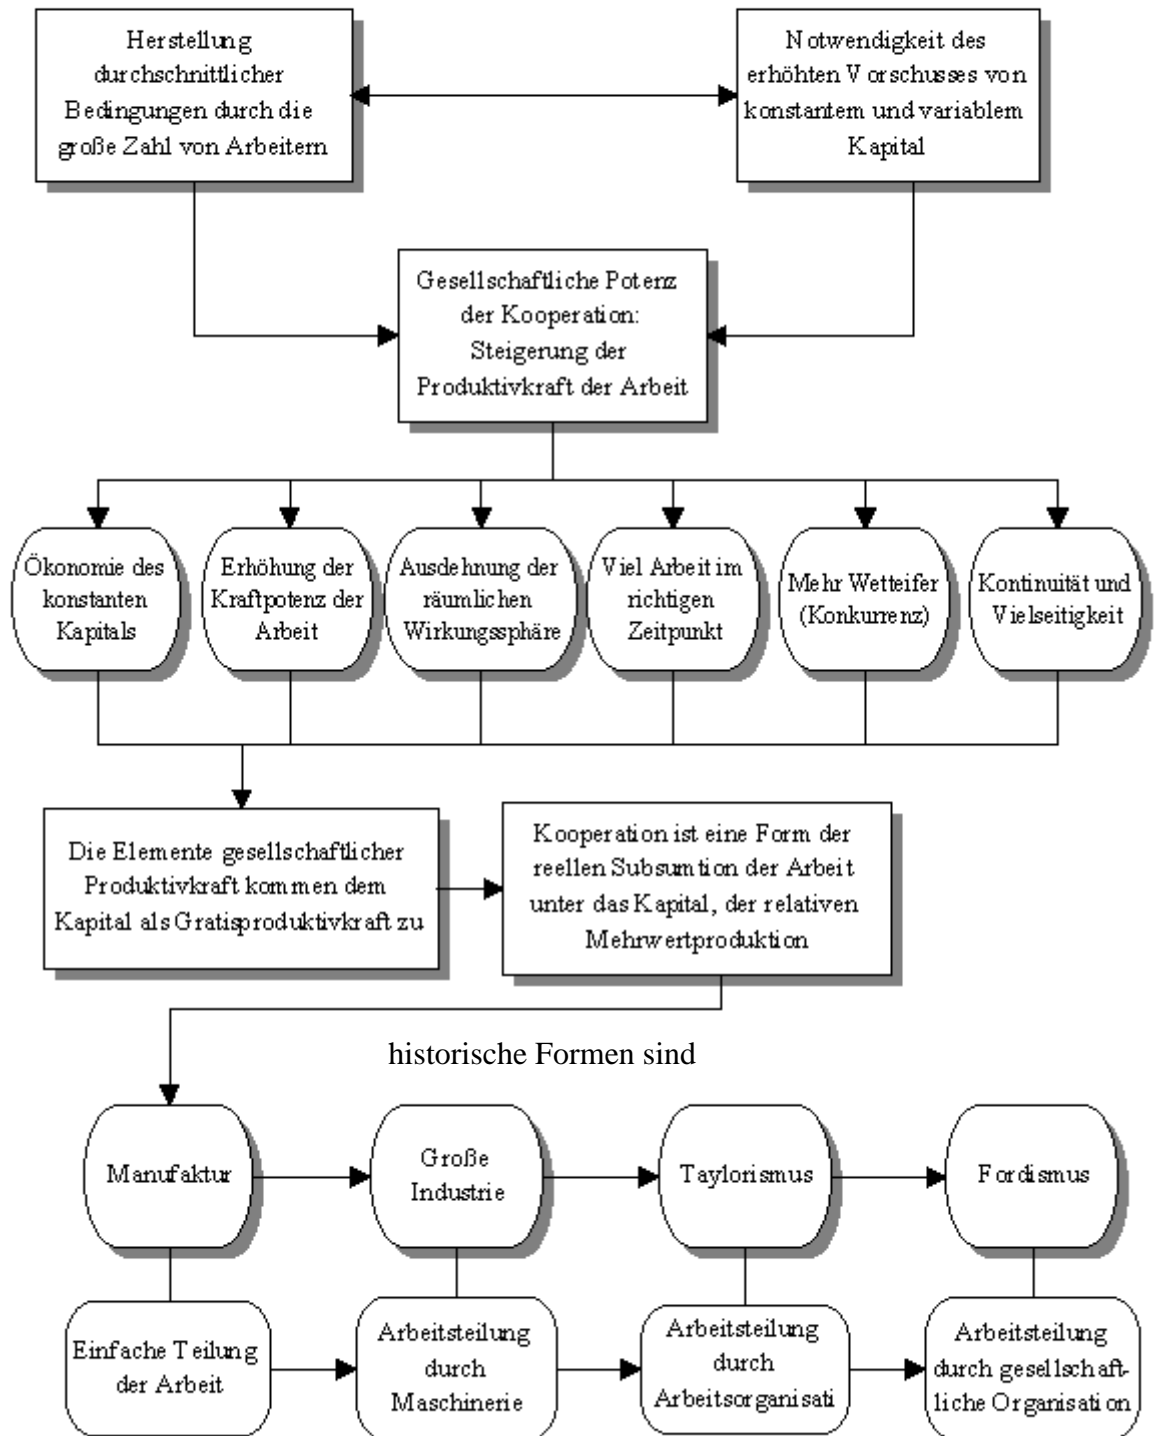 Herstellung
durchschnittlicher
Bedingungen durch die
große Zahl von Arbeitern
Notwendigkeit des
erhöhten Vorschusses von
konstantem und variablem
Kapital
Gesellschaftliche Potenz
der Kooperation:
Steigerung der
Produktivkraft der Arbeit
Ökonomie des
konstanten
Kapitals
Erhöhung der
Kraftpotenz der
Arbeit
Ausdehnung der
räumlichen
Wirkungssphäre
Viel Arbeit im
richtigen
Zeitpunkt
Mehr Wetteifer
(Konkurrenz)
Kontinuität und
Vielseitigkeit
Die Elemente gesellschaftlicher
Produktivkraft kommen dem
Kapital als Gratisproduktivkraft zu
Kooperation ist eine Form der
reellen Subsumtion der Arbeit
unter das Kapital, der relativen
Mehrwertproduktion
historische Formen sind
Manufaktur
Große
Industrie
Taylorismus
Fordismus
Einfache Teilung
der Arbeit
Arbeitsteilung
durch
Maschinerie
Arbeitsteilung
durch
Arbeitsorganisati
Arbeitsteilung
durch gesellschaft-
liche Organisation